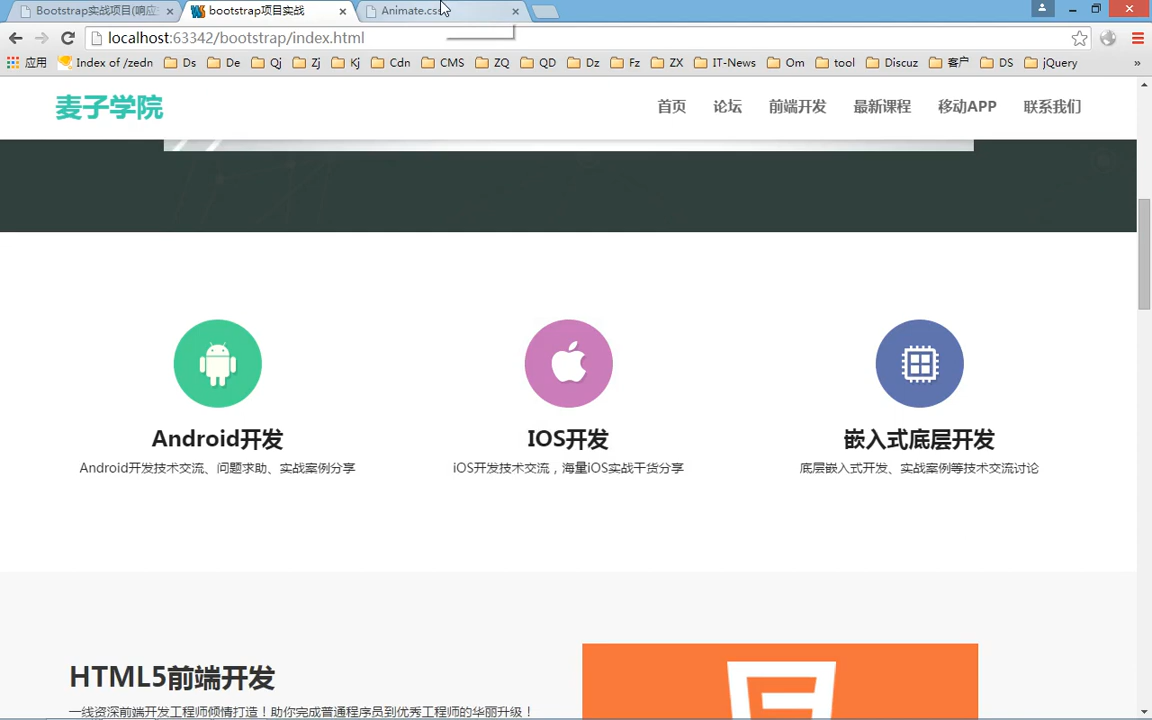 Bootstrap实战项目(响应
bootstrap项目实战
Animate.css
localhost:63342/bootstrap/index.html
应用 Index of /zedn Ds De Qj Zj Kj Cdn CMS ZQ QD Dz Fz ZX IT-News Om tool Discuz 客户 DS jQuery »
麦子学院 首页 论坛 前端开发 最新课程 移动APP 联系我们
Android开发 IOS开发 嵌入式底层开发
Android开发技术交流、问题求助、实战案例分享 iOS开发技术交流，海量iOS实战干货分享 底层嵌入式开发、实战案例等技术交流讨论
HTML5前端开发
一线资深前端开发工程师倾情打造！助你完成普通程序员到优秀工程师的华丽升级！